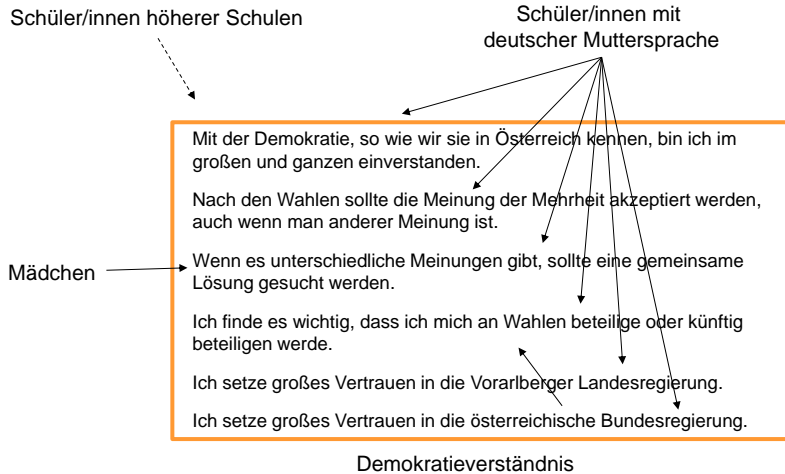 Schüler/innen höherer Schulen
Schüler/innen mit
deutscher Muttersprache
Mit der Demokratie, so wie wir sie in Österreich kennen, bin ich im
großen und ganzen einverstanden.
Nach den Wahlen sollte die Meinung der Mehrheit akzeptiert werden,
auch wenn man anderer Meinung ist.
Mädchen
Wenn es unterschiedliche Meinungen gibt, sollte eine gemeinsame
Lösung gesucht werden.
Ich finde es wichtig, dass ich mich an Wahlen beteilige oder künftig
beteiligen werde.
Ich setze großes Vertrauen in die Vorarlberger Landesregierung.
Ich setze großes Vertrauen in die österreichische Bundesregierung.
Demokratieverständnis